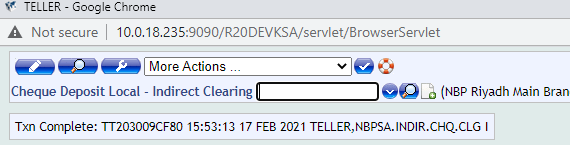 TELLER - Google Chrome
Not secure | 10.0.18.235:9090/R20DEVKSA/servlet/BrowserServlet
More Actions ...
Cheque Deposit Local - Indirect Clearing (NBP Riyadh Main Bran
Txn Complete: TT203009CF80 15:53:13 17 FEB 2021 TELLER,NBPSA.INDIR.CHQ.CLG I